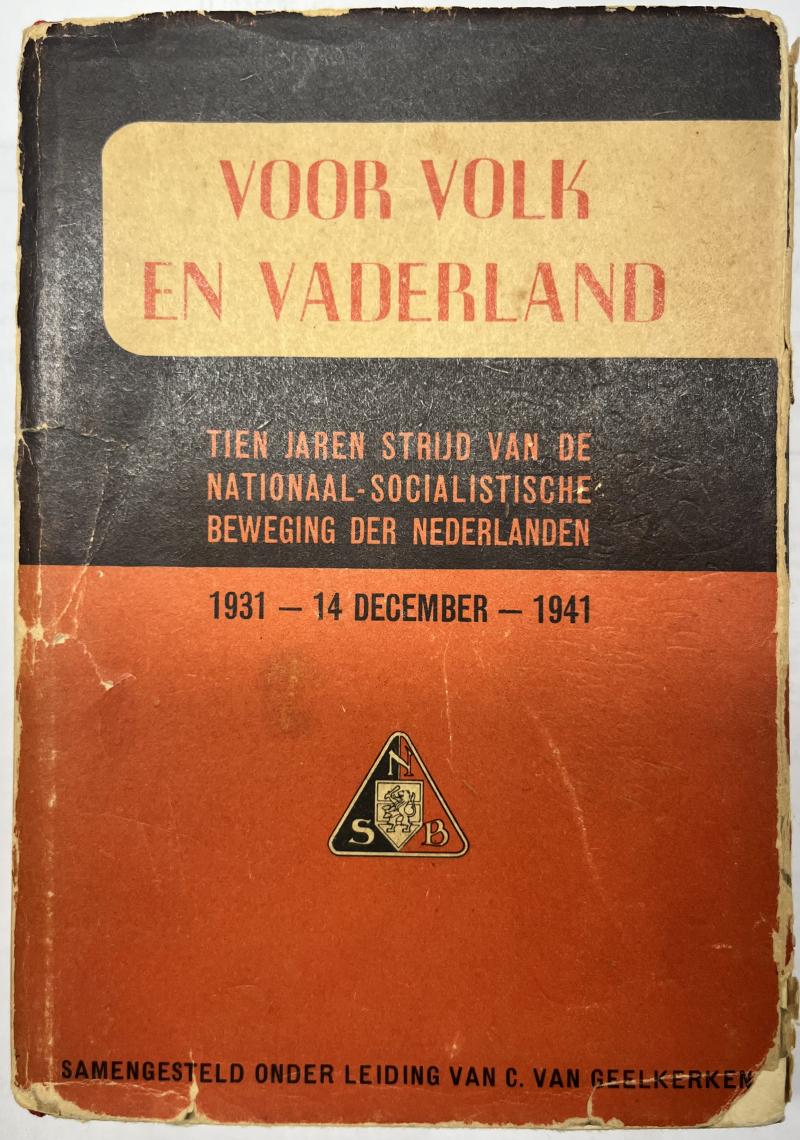 VOOR VOLK
EN VADERLAND
TIEN JAREN STRIJD VAN DE
NATIONAAL-SOCIALISTISCHE
BEWEGING DER NEDERLANDEN
1931 — 14 DECEMBER — 1941
N
S B
SAMENGESTELD ONDER LEIDING VAN C. VAN GEELKERKEN